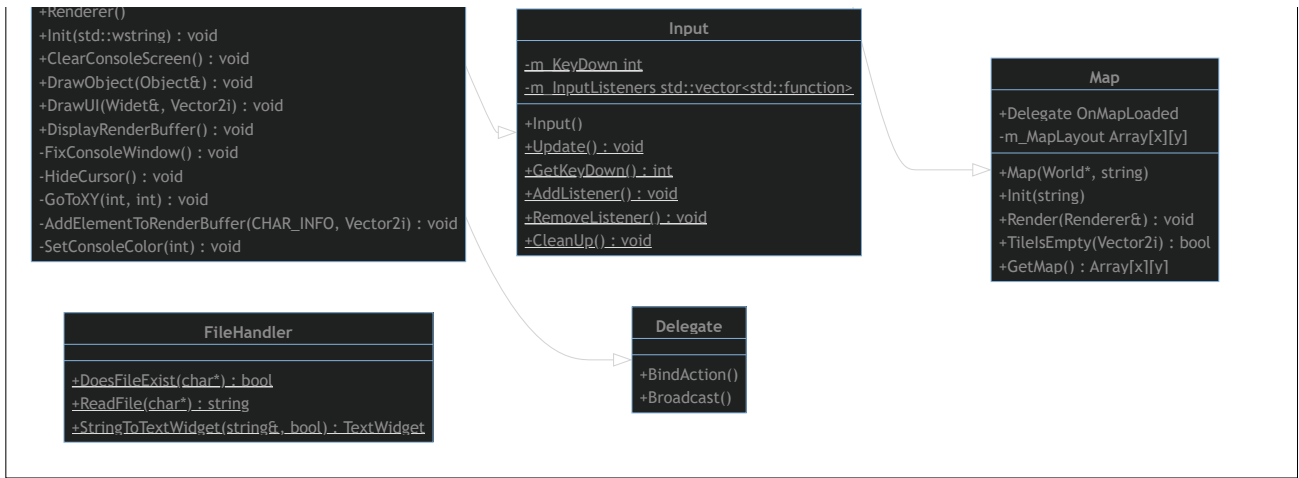 +Renderer()
+Init(std::wstring) : void
+ClearConsoleScreen() : void
+DrawObject(Object&) : void
+DrawUI(Widet&, Vector2i) : void
+DisplayRenderBuffer() : void
-FixConsoleWindow() : void
-HideCursor() : void
-GoToXY(int, int) : void
-AddElementToRenderBuffer(CHAR_INFO, Vector2i) : void
-SetConsoleColor(int) : void
Input
-m_KeyDown int
-m_InputListeners std::vector<std::function>
+Input()
+Update() : void
+GetKeyDown() : int
+AddListener() : void
+RemoveListener() : void
+CleanUp() : void
Map
+Delegate OnMapLoaded
-m_MapLayout Array[x][y]
+Map(World*, string)
+Init(string)
+Render(Renderer&) : void
+TileIsEmpty(Vector2i) : bool
+GetMap() : Array[x][y]
FileHandler
+DoesFileExist(char*) : bool
+ReadFile(char*) : string
+StringToTextWidget(string&, bool) : TextWidget
Delegate
+BindAction()
+Broadcast()